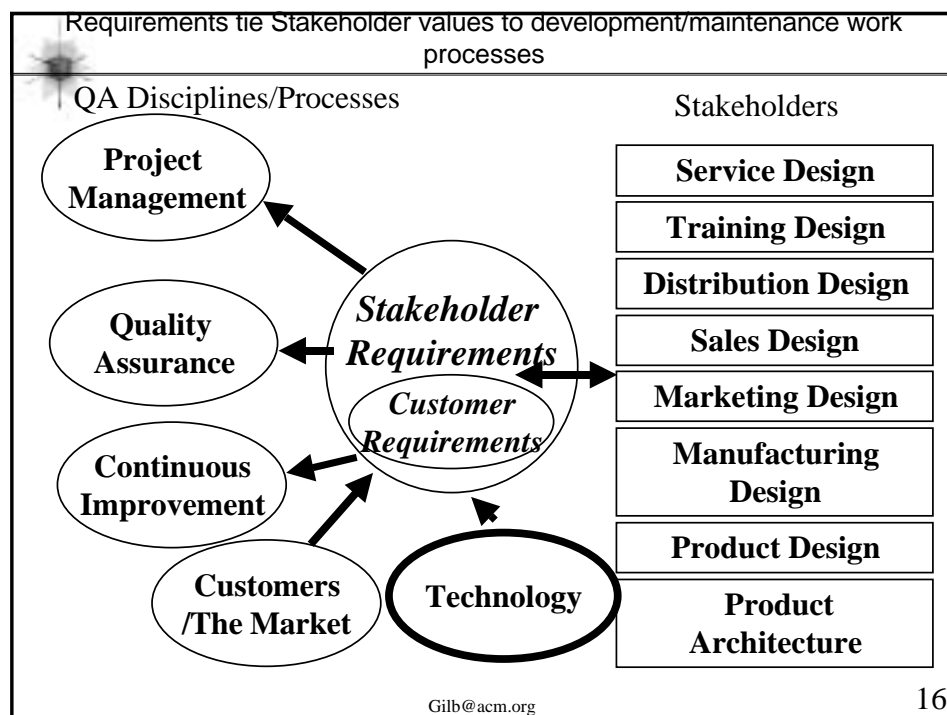 Requirements tie Stakeholder values to development/maintenance work
processes
QA Disciplines/Processes
Stakeholders
Project
Management
Quality
Assurance
Continuous
Improvement
Customers
/The Market
Stakeholder
Requirements
Customer
Requirements
Technology
Service Design
Training Design
Distribution Design
Sales Design
Marketing Design
Manufacturing
Design
Product Design
Product
Architecture
Gilb@acm.org
16